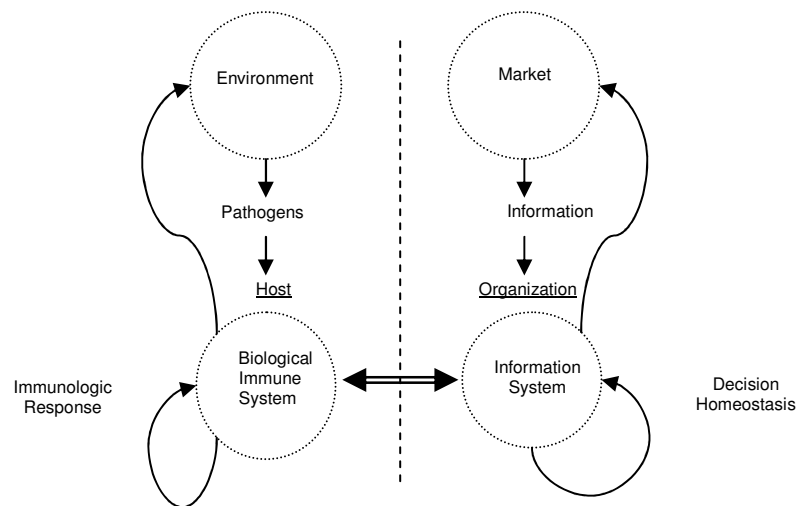 Environment
Pathogens
Host
Biological
Immune
System
Immunologic
Response
Market
Information
Organization
Information
System
Decision
Homeostasis